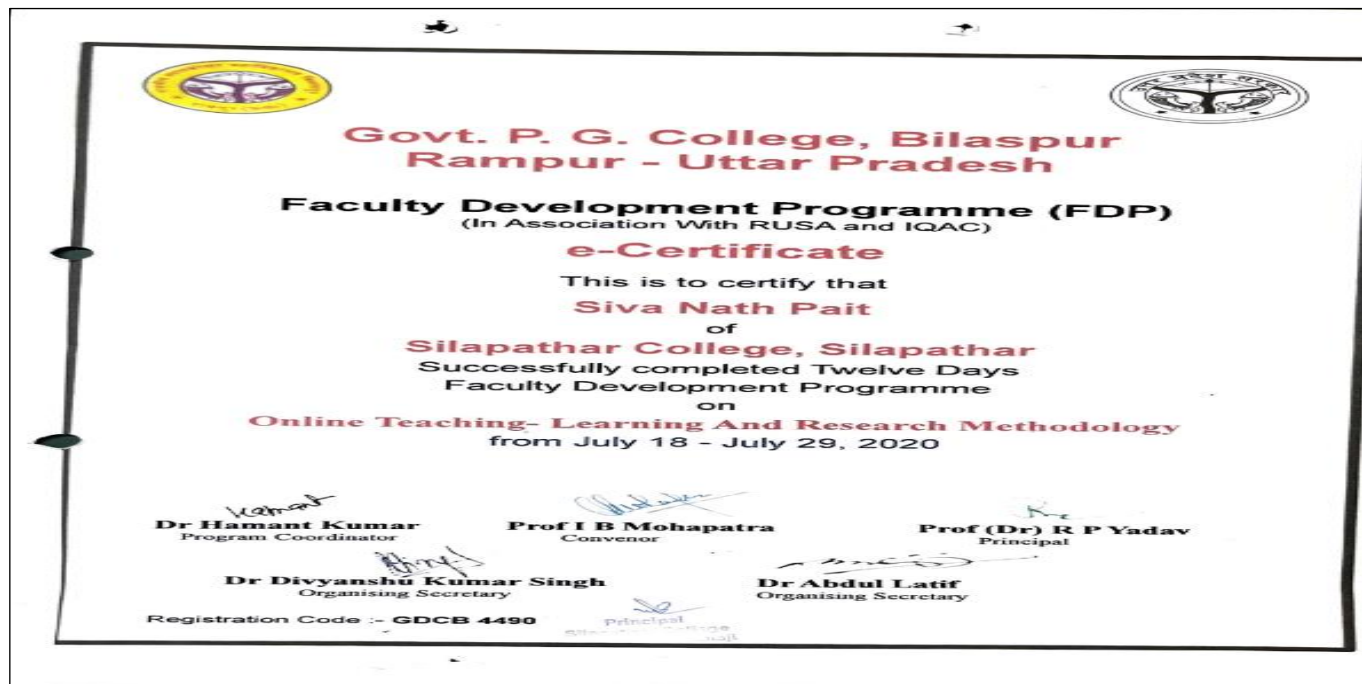 उत्तर प्रदेश सरकार
Govt. P. G. College, Bilaspur
Rampur - Uttar Pradesh
Faculty Development Programme (FDP)
(In Association With RUSA and IQAC)
e-Certificate
This is to certify that
Siva Nath Pait
of
Silapathar College, Silapathar
Successfully completed Twelve Days
Faculty Development Programme
on
Online Teaching- Learning And Research Methodology
from July 18 - July 29, 2020
Dr Hamant Kumar
Program Coordinator
Prof I B Mohapatra
Convenor
Prof (Dr) R P Yadav
Principal
Dr Divyanshu Kumar Singh
Organising Secretary
Dr Abdul Latif
Organising Secretary
Registration Code :- GDCB 4490
Principal